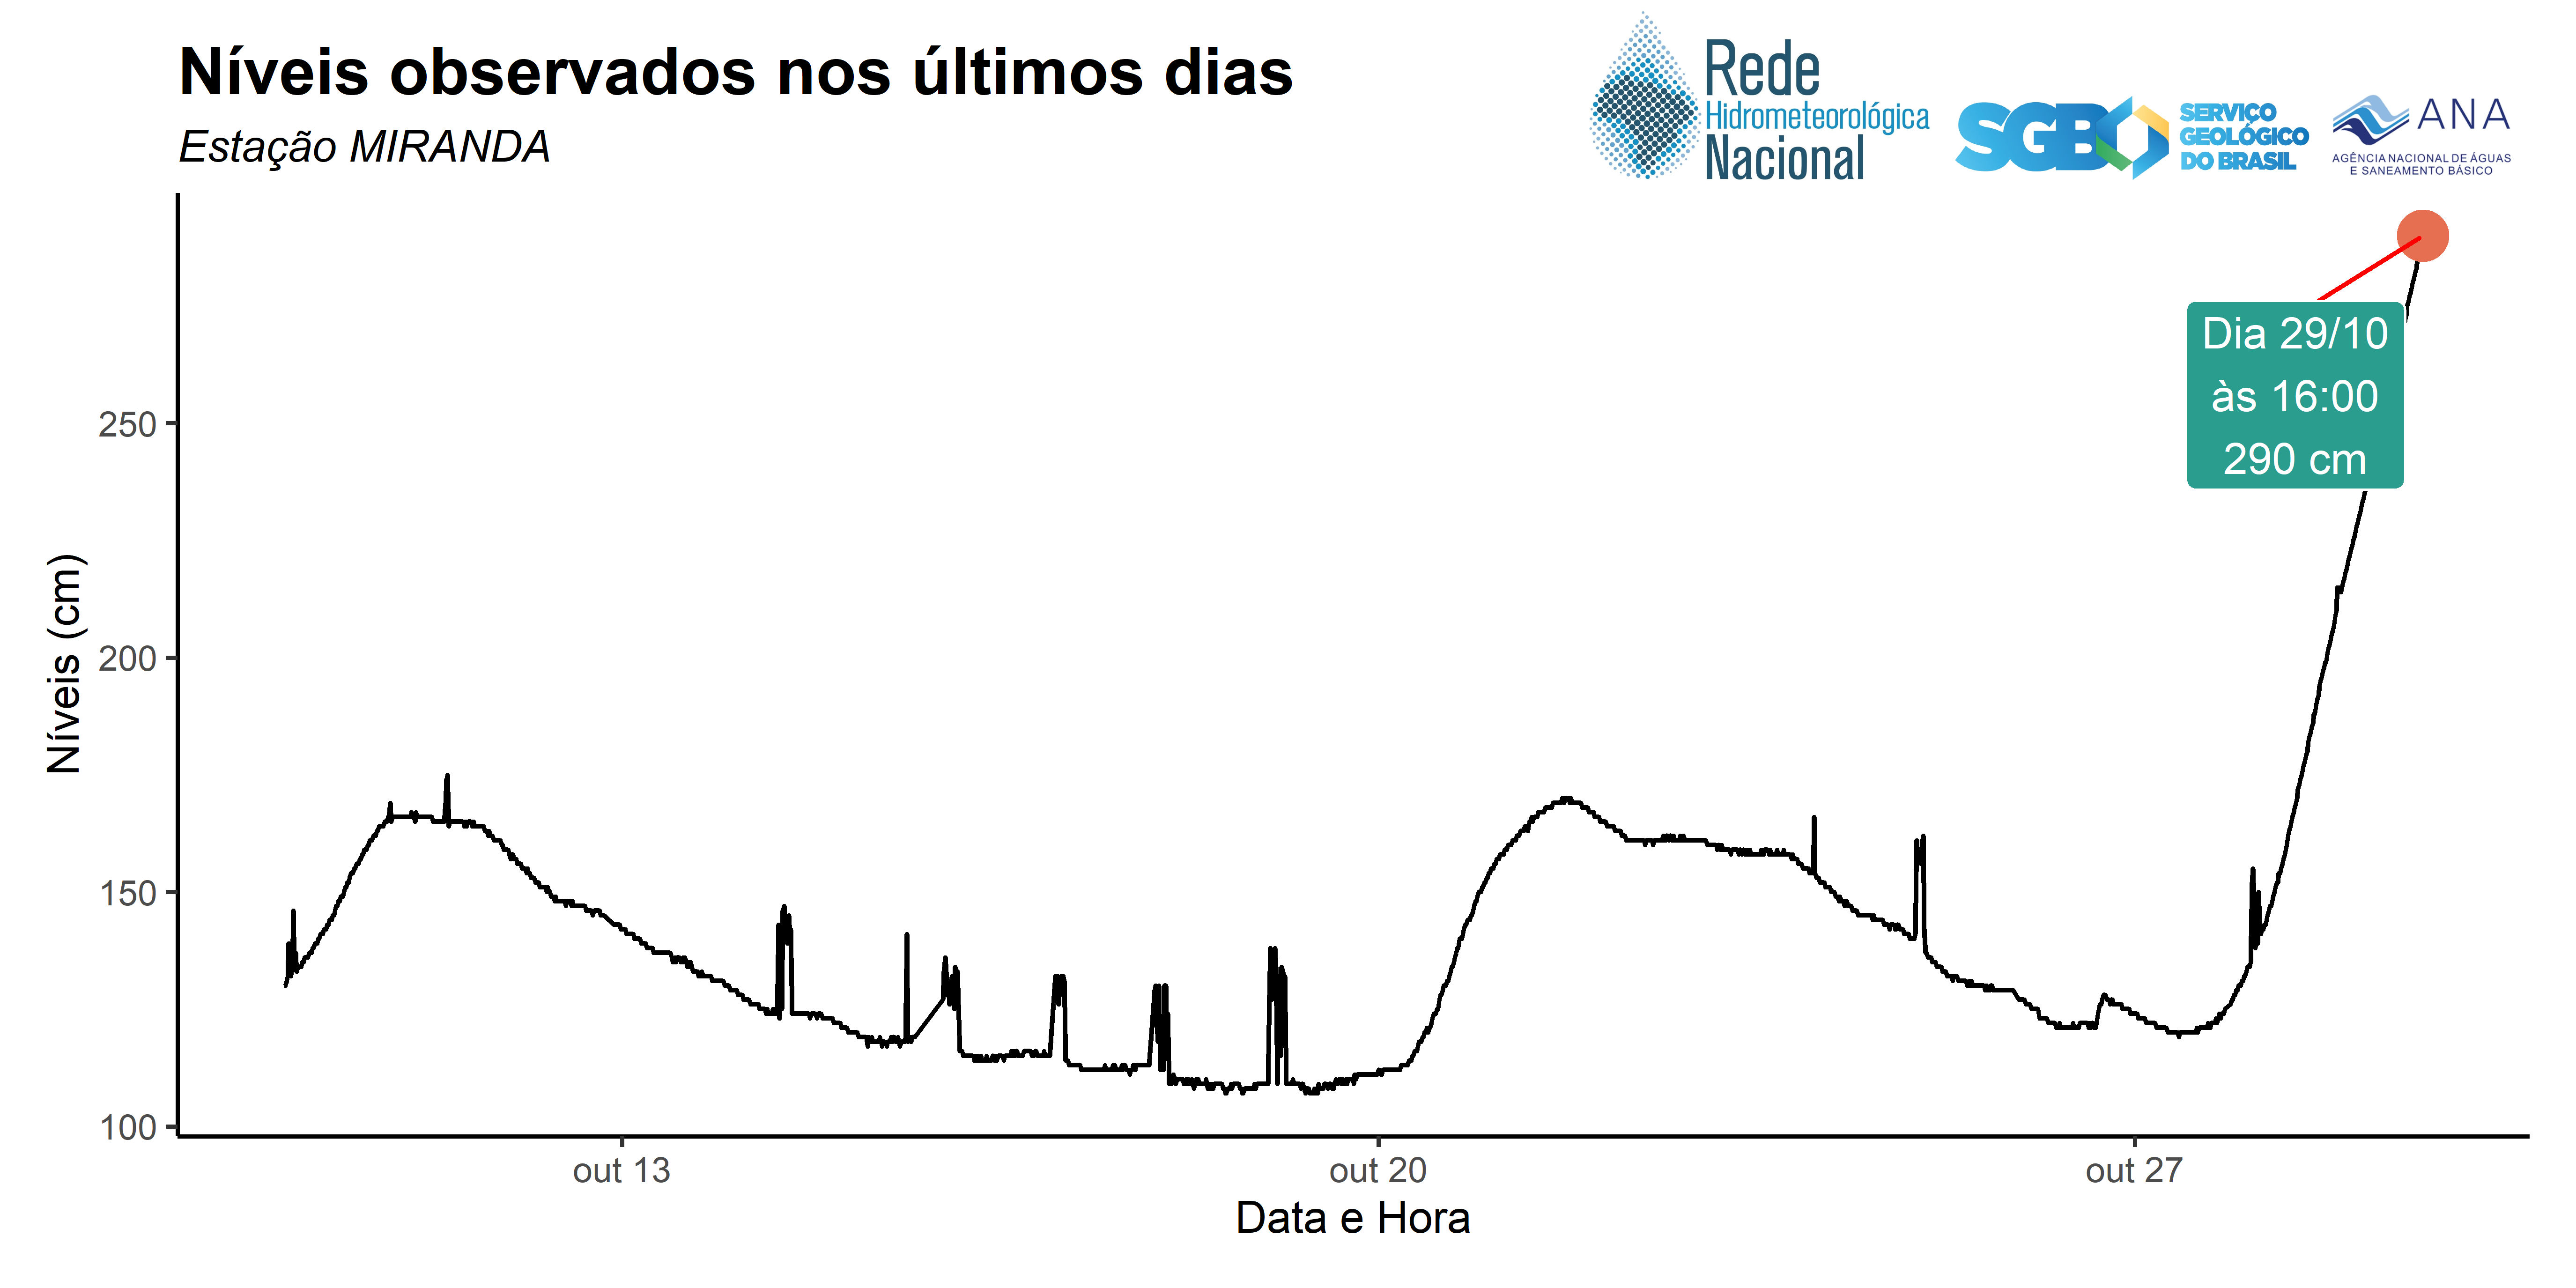 Níveis observados nos últimos dias
Estação MIRANDA
Rede
Hidrometeorológica
Nacional
SGB
SERVIÇO
GEOLÓGICO
DO BRASIL
ANA
AGÊNCIA NACIONAL DE ÁGUAS
E SANEAMENTO BÁSICO
Dia 29/10
às 16:00
290 cm
Níveis (cm)
250
200
150
100
out 13
out 20
out 27
Data e Hora